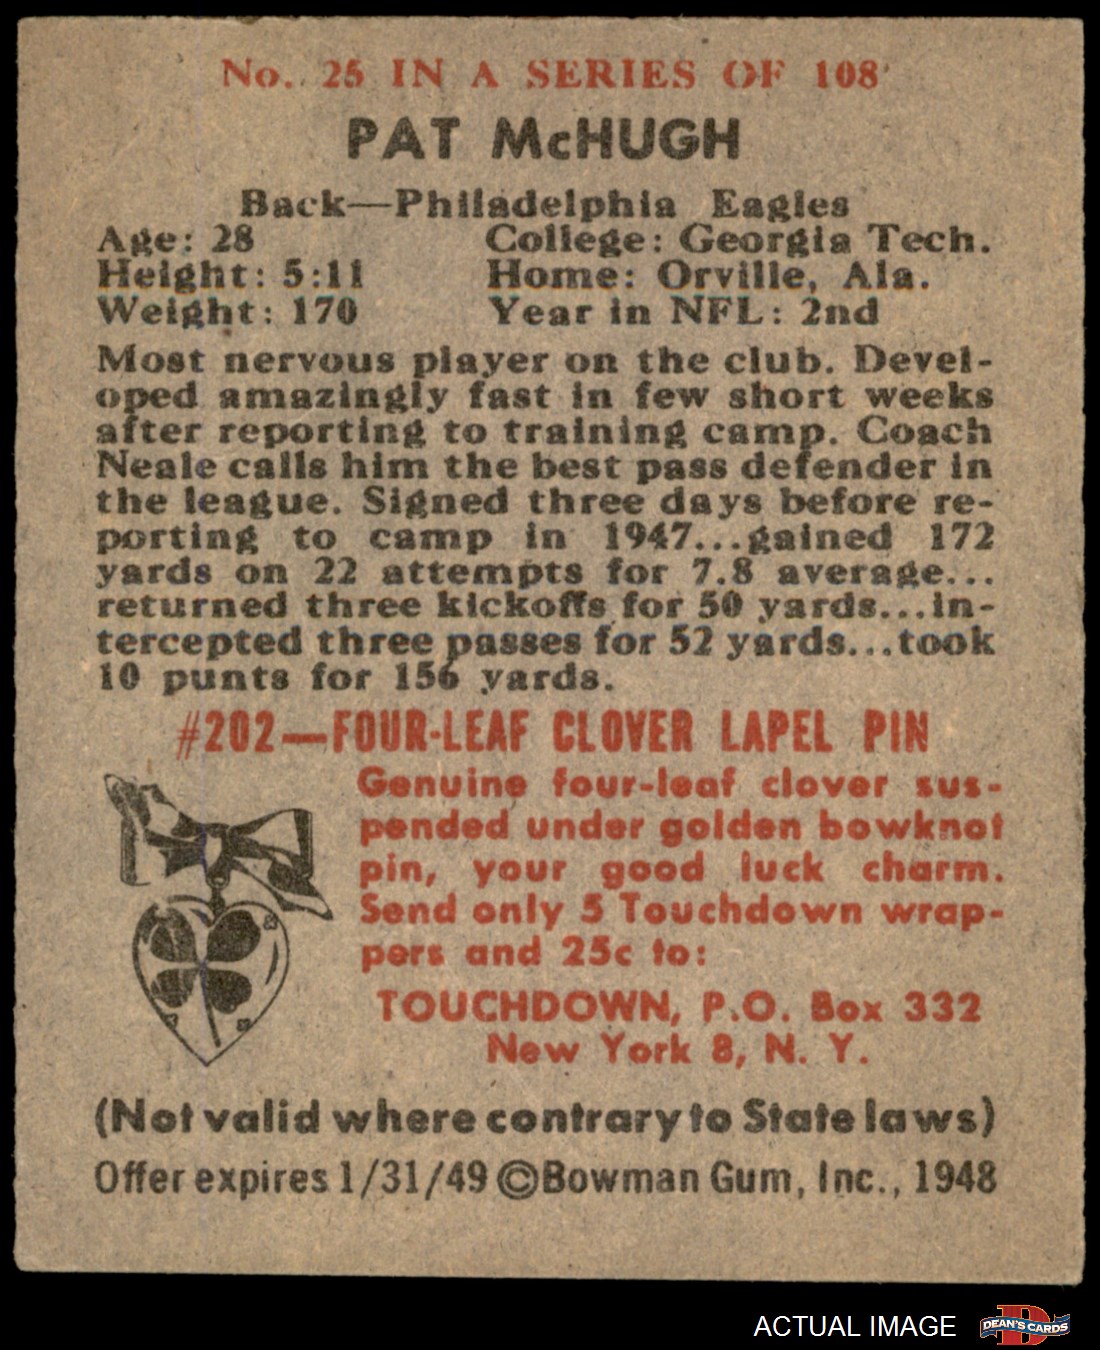 No. 25 IN A SERIES OF 108
PAT McHUGH
Back—Philadelphia Eagles
Age: 28 College: Georgia Tech.
Height: 5:11 Home: Orville, Ala.
Weight: 170 Year in NFL: 2nd
Most nervous player on the club. Devel-
oped amazingly fast in few short weeks
after reporting to training camp. Coach
Neale calls him the best pass defender in
the league. Signed three days before re-
porting to camp in 1947...gained 172
yards on 22 attempts for 7.8 average...
returned three kickoffs for 50 yards...in-
tercepted three passes for 52 yards...took
10 punts for 156 yards.
#202—FOUR-LEAF CLOVER LAPEL PIN
Genuine four-leaf clover sus-
pended under golden bowknot
pin, your good luck charm.
Send only 5 Touchdown wrap-
pers and 25c to:
TOUCHDOWN, P.O. Box 332
New York 8, N. Y.
(Not valid where contrary to State laws)
Offer expires 1/31/49 ©Bowman Gum, Inc., 1948
ACTUAL IMAGE DEAN'S CARDS